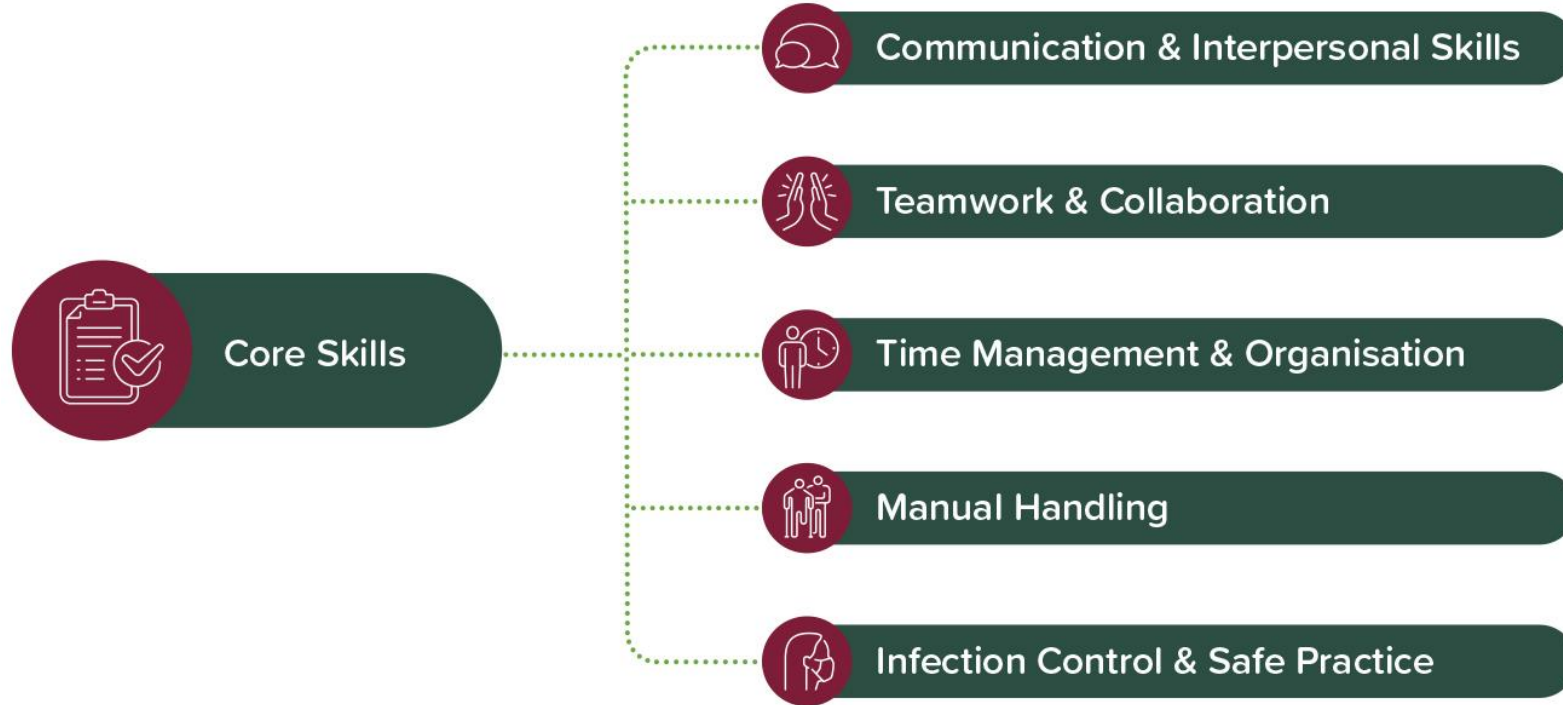 Communication & Interpersonal Skills
Teamwork & Collaboration
Core Skills
Time Management & Organisation
Manual Handling
Infection Control & Safe Practice